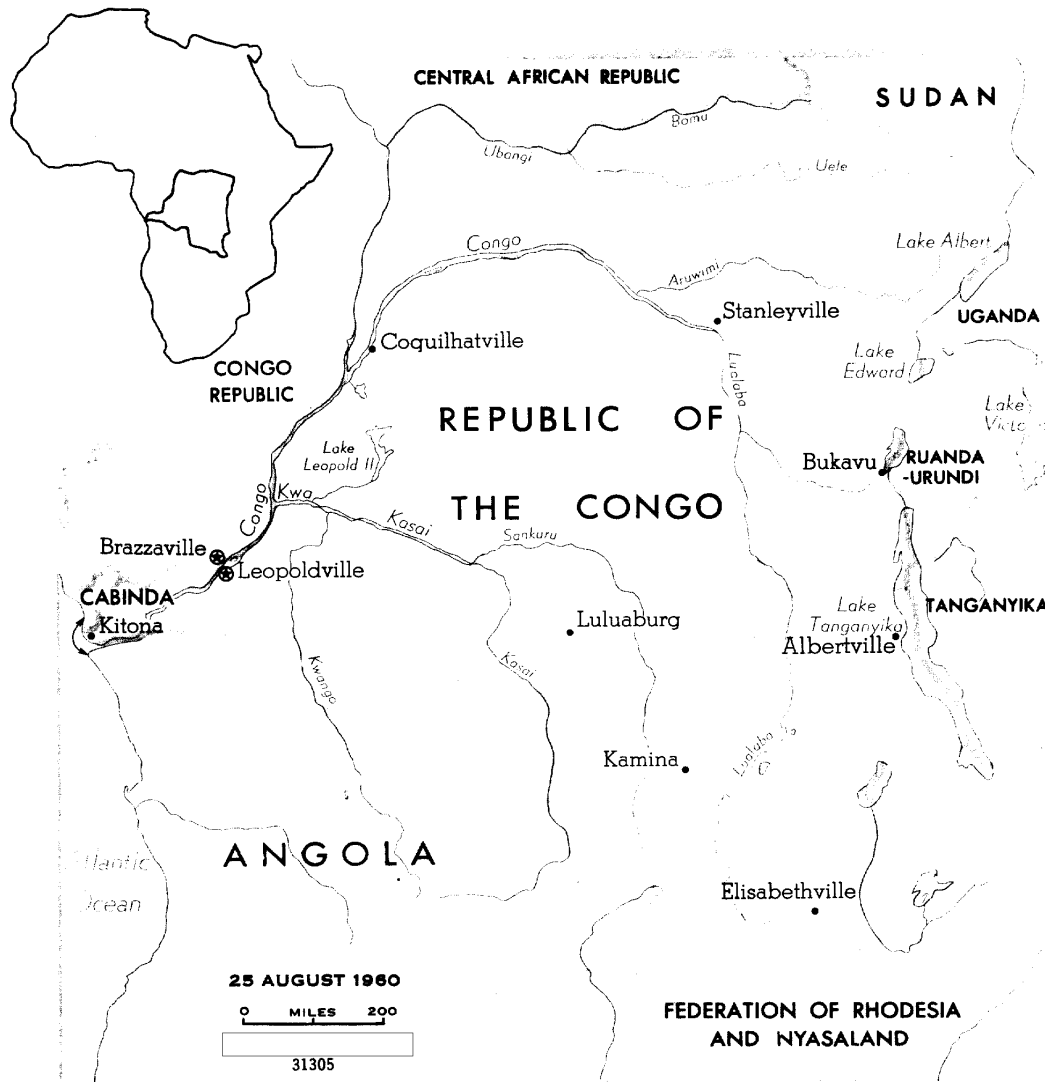 CENTRAL AFRICAN REPUBLIC
SUDAN
Bomu
Ubangi
Uele
Congo
Lake Albert
Aruwimi
Stanleyville
UGANDA
Coquilhatville
Lake
Edward
CONGO
REPUBLIC
Lualaba
REPUBLIC OF
Lake
Lake
Leopold II
Bukavu
RUANDA
-URUNDI
Kwa
THE CONGO
Congo
Kasai
Sankuru
Brazzaville
Leopoldville
CABINDA
Kitona
Lake
Tanganyika
TANGANYIKA
Luluaburg
Albertville
Kwango
Kasai
Kamina
Lualaba
ANGOLA
Elisabethville
25 AUGUST 1960
0 MILES 200
31305
FEDERATION OF RHODESIA
AND NYASALAND